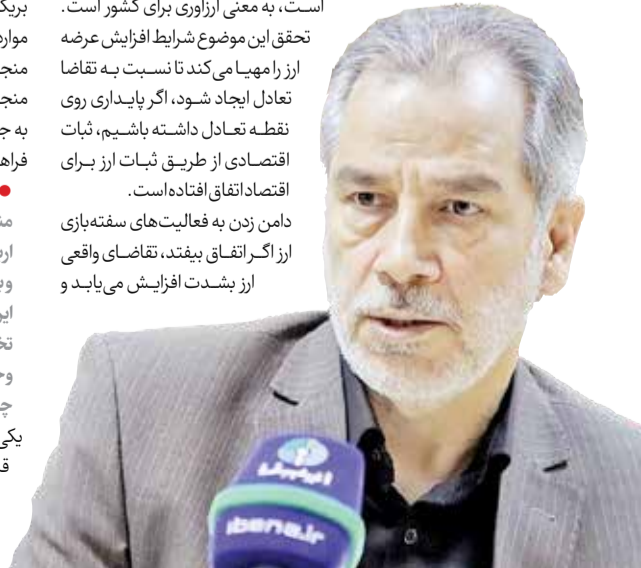 است، به معنی ارزآوری برای کشور است.
تحقق این موضوع شرایط افزایش عرضه
ارز را مهیا می‌کند تا نسبت به تقاضا
تعادل ایجاد شود، اگر پایداری روی
نقطه تعادل داشته باشیم، ثبات
اقتصادی از طریق ثبات ارز برای
اقتصاد اتفاق افتاده است.
دامن زدن به فعالیت‌های سفته‌بازی
ارز اگر اتفاق بیفتد، تقاضای واقعی
ارز بشدت افزایش می‌یابد و
موارد
به ج
یکی
ibena.ir